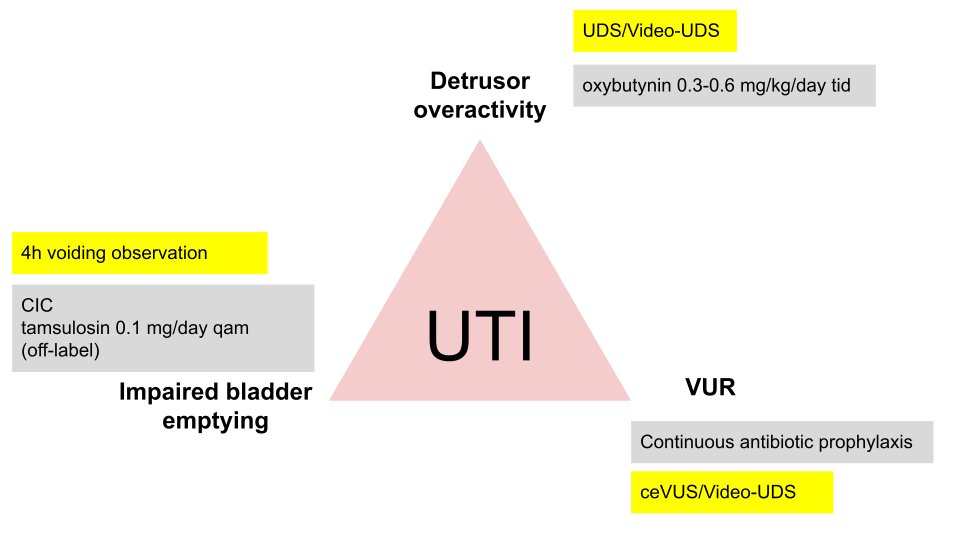 UDS/Video-UDS
oxybutynin 0.3-0.6 mg/kg/day tid
Detrusor
overactivity
4h voiding observation
CIC
tamsulosin 0.1 mg/day qam
(off-label)
Impaired bladder
emptying
UTI
VUR
Continuous antibiotic prophylaxis
ceVUS/Video-UDS